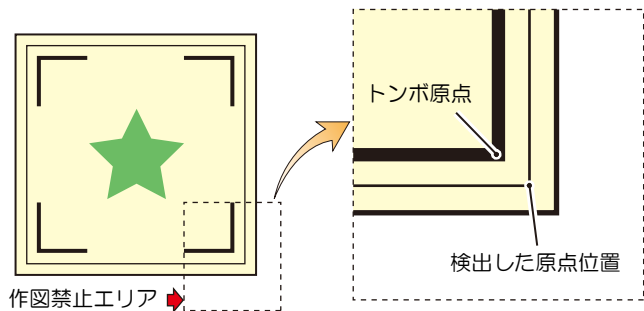 トンボ原点
検出した原点位置
作図禁止エリア